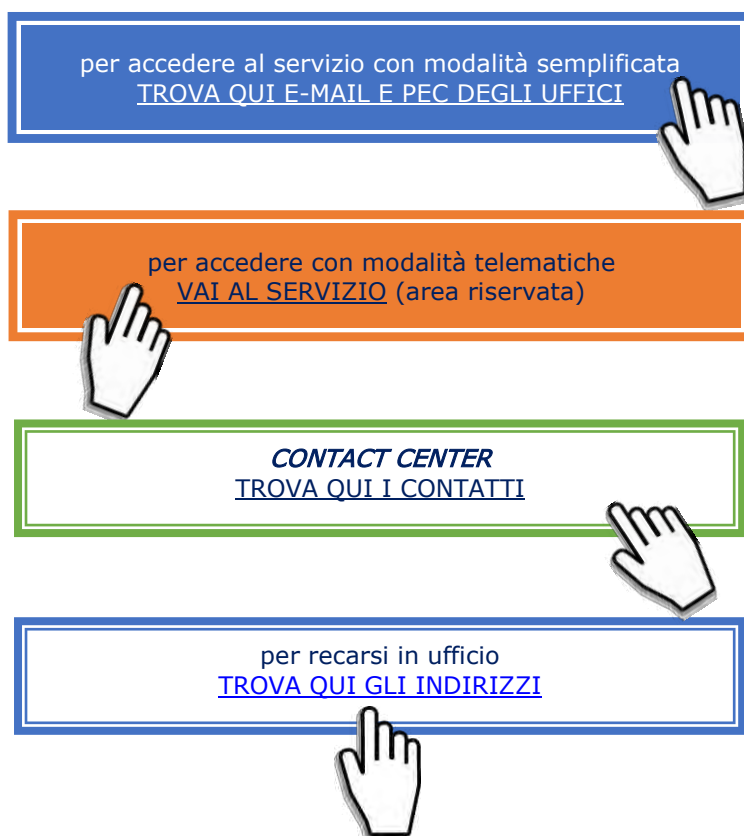 per accedere al servizio con modalità semplificata
TROVA QUI E-MAIL E PEC DEGLI UFFICI
per accedere con modalità telematiche
VAI AL SERVIZIO (area riservata)
CONTACT CENTER
TROVA QUI I CONTATTI
per recarsi in ufficio
TROVA QUI GLI INDIRIZZI